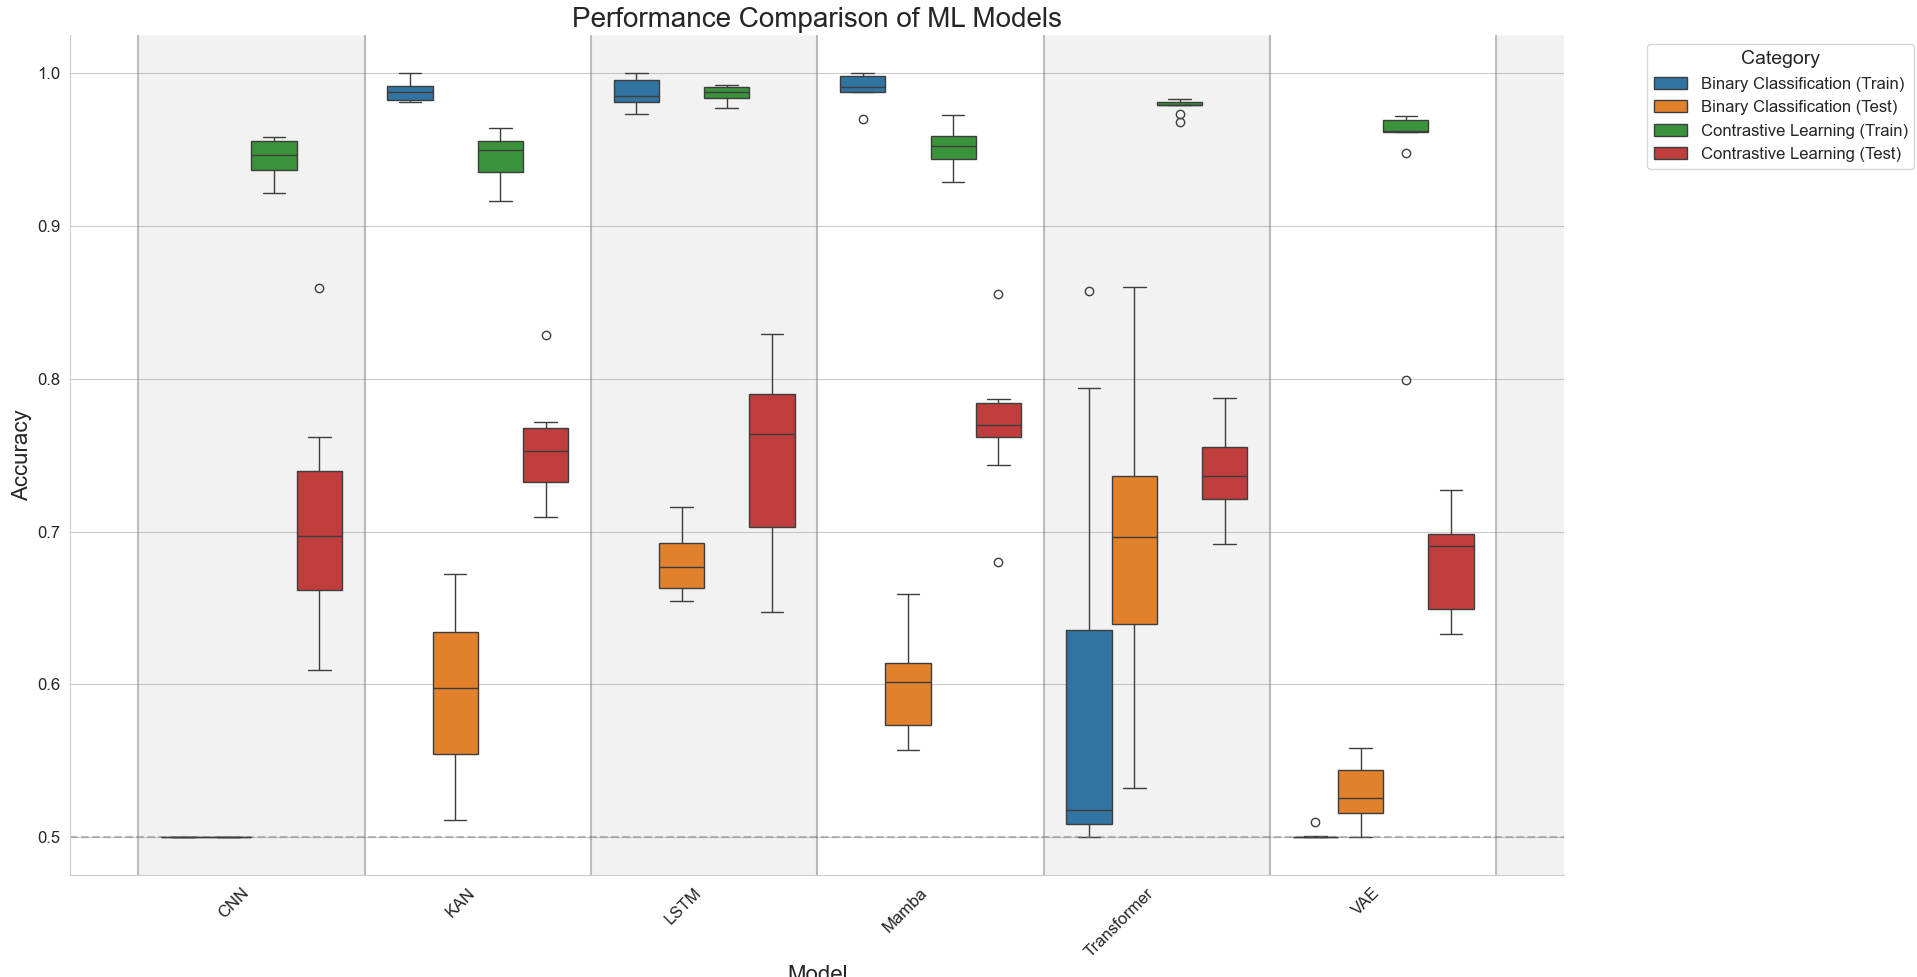 Performance Comparison of ML Models
Category
Binary Classification (Train)
Binary Classification (Test)
Contrastive Learning (Train)
Contrastive Learning (Test)
Accuracy
1.0
0.9
0.8
0.7
0.6
0.5
CNN
KAN
LSTM
Mamba
Transformer
VAE
Model